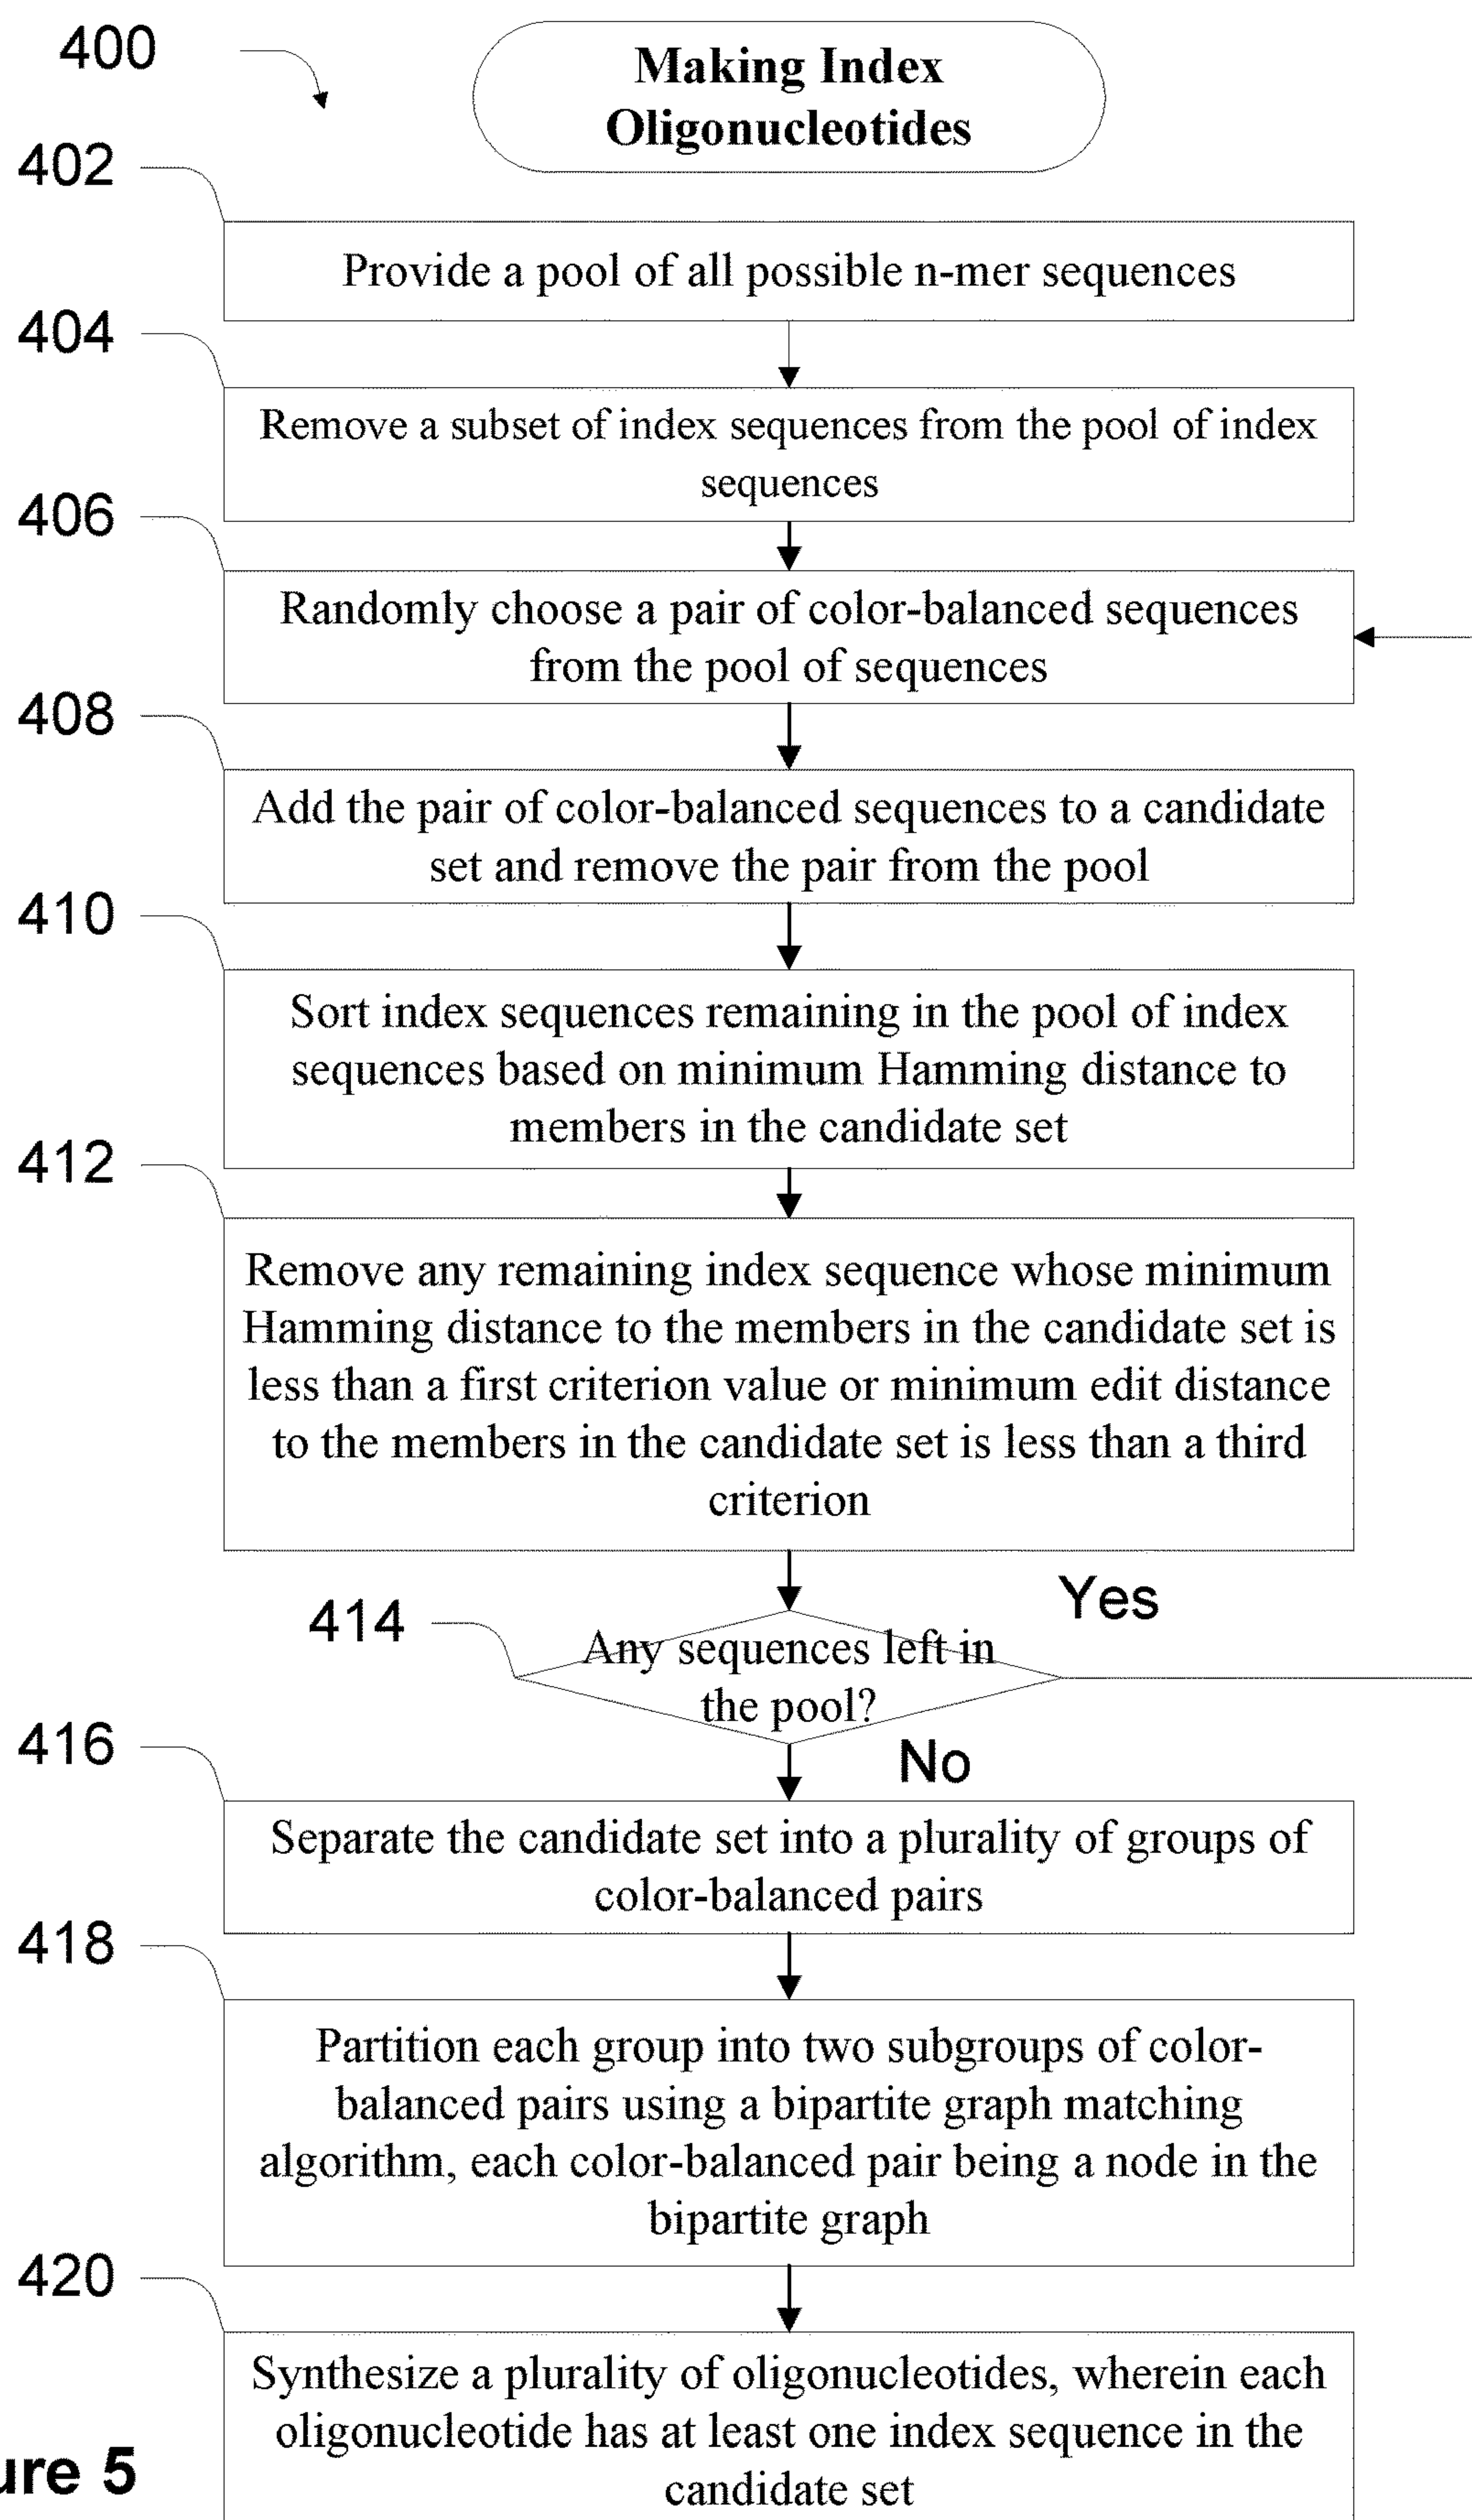 400
Making Index
Oligonucleotides
402
Provide a pool of all possible n-mer sequences
404
Remove a subset of index sequences from the pool of index
sequences
406
Randomly choose a pair of color-balanced sequences
from the pool of sequences
408
Add the pair of color-balanced sequences to a candidate
set and remove the pair from the pool
410
Sort index sequences remaining in the pool of index
sequences based on minimum Hamming distance to
members in the candidate set
412
Remove any remaining index sequence whose minimum
Hamming distance to the members in the candidate set is
less than a first criterion value or minimum edit distance
to the members in the candidate set is less than a third
criterion
Yes
414
Any sequences left in
the pool?
No
416
Separate the candidate set into a plurality of groups of
color-balanced pairs
418
Partition each group into two subgroups of color-
balanced pairs using a bipartite graph matching
algorithm, each color-balanced pair being a node in the
bipartite graph
420
Synthesize a plurality of oligonucleotides, wherein each
oligonucleotide has at least one index sequence in the
candidate set
ure 5